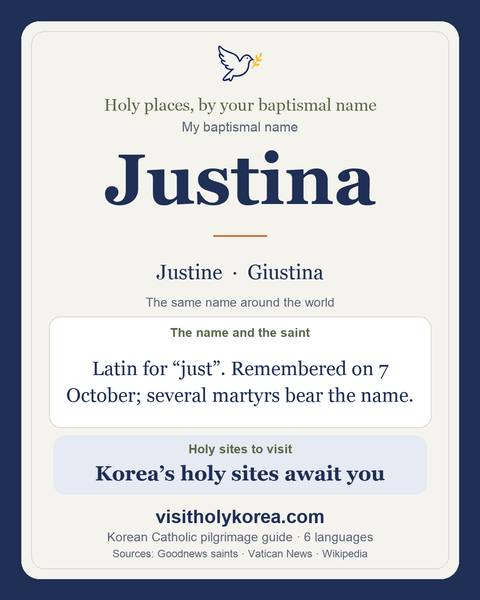 Holy places, by your baptismal name
My baptismal name
Justina
Justine · Giustina
The same name around the world
The name and the saint
Latin for “just”. Remembered on 7
October; several martyrs bear the name.
Holy sites to visit
Korea’s holy sites await you
visitholykorea.com
Korean Catholic pilgrimage guide · 6 languages
Sources: Goodnews saints · Vatican News · Wikipedia